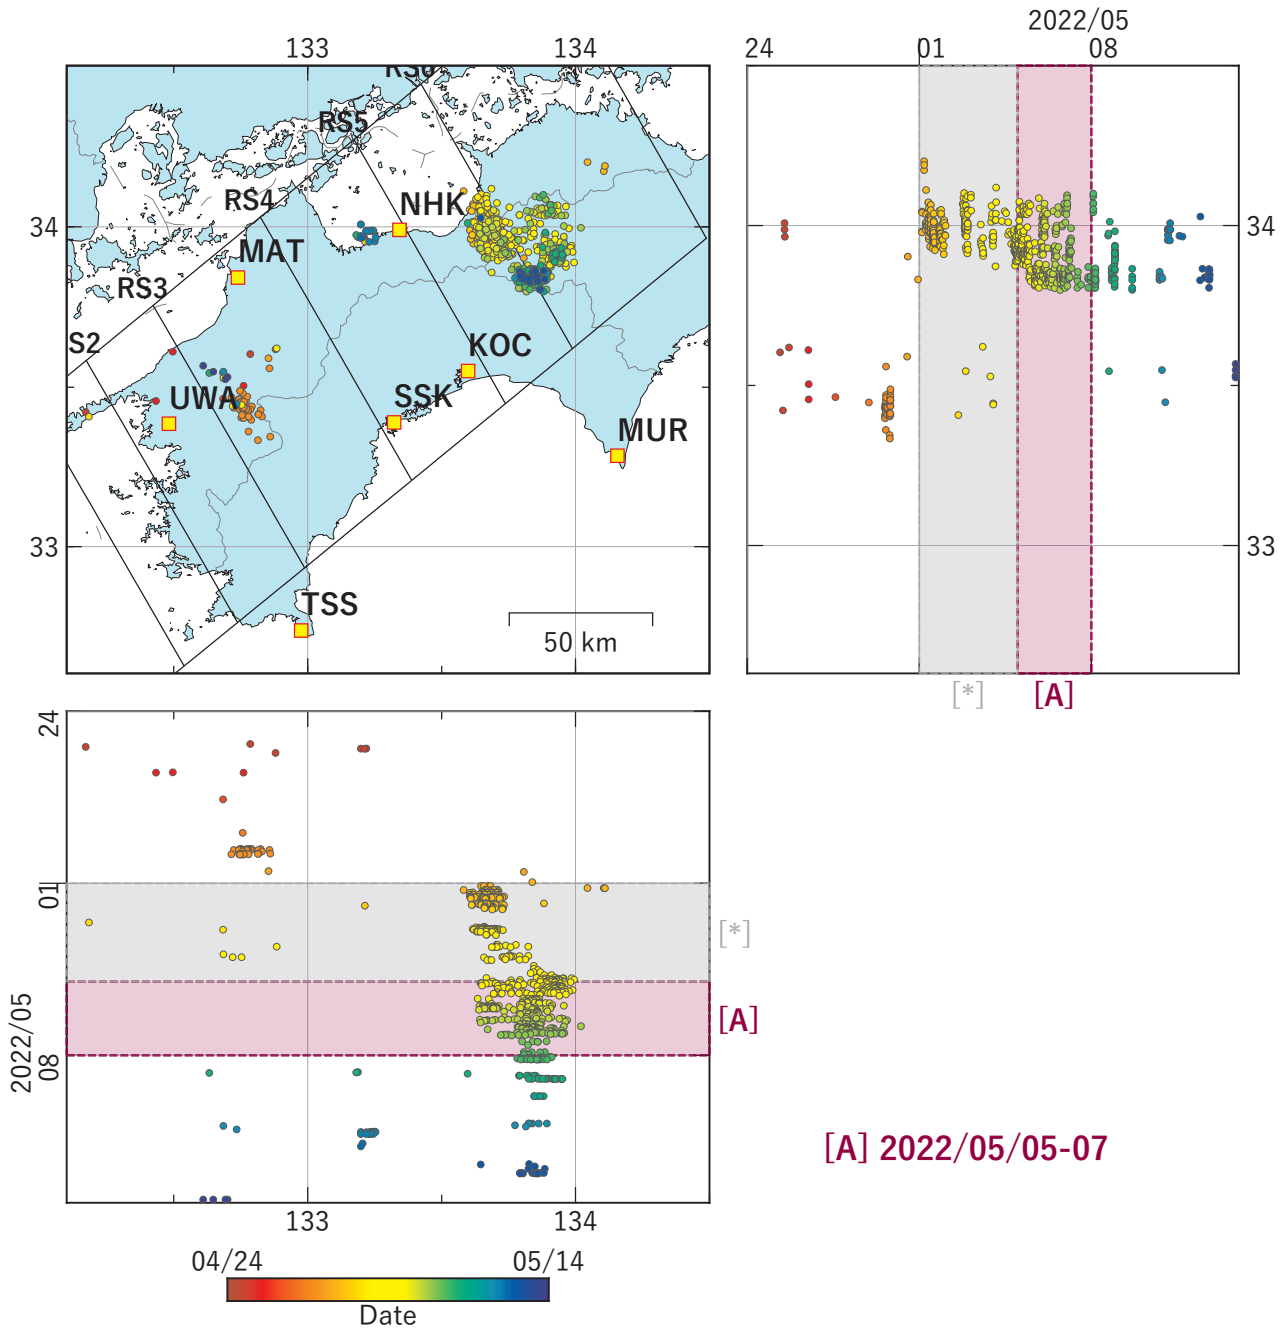 2022/05
133
134
24
01
08
RS6
RS5
RS4
NHK
34
34
MAT
RS3
S2
KOC
UWA
SSK
MUR
33
33
TSS
50 km
[*]
[A]
24
01
[*]
2022/05
[A]
08
[A] 2022/05/05-07
133
134
04/24
05/14
Date